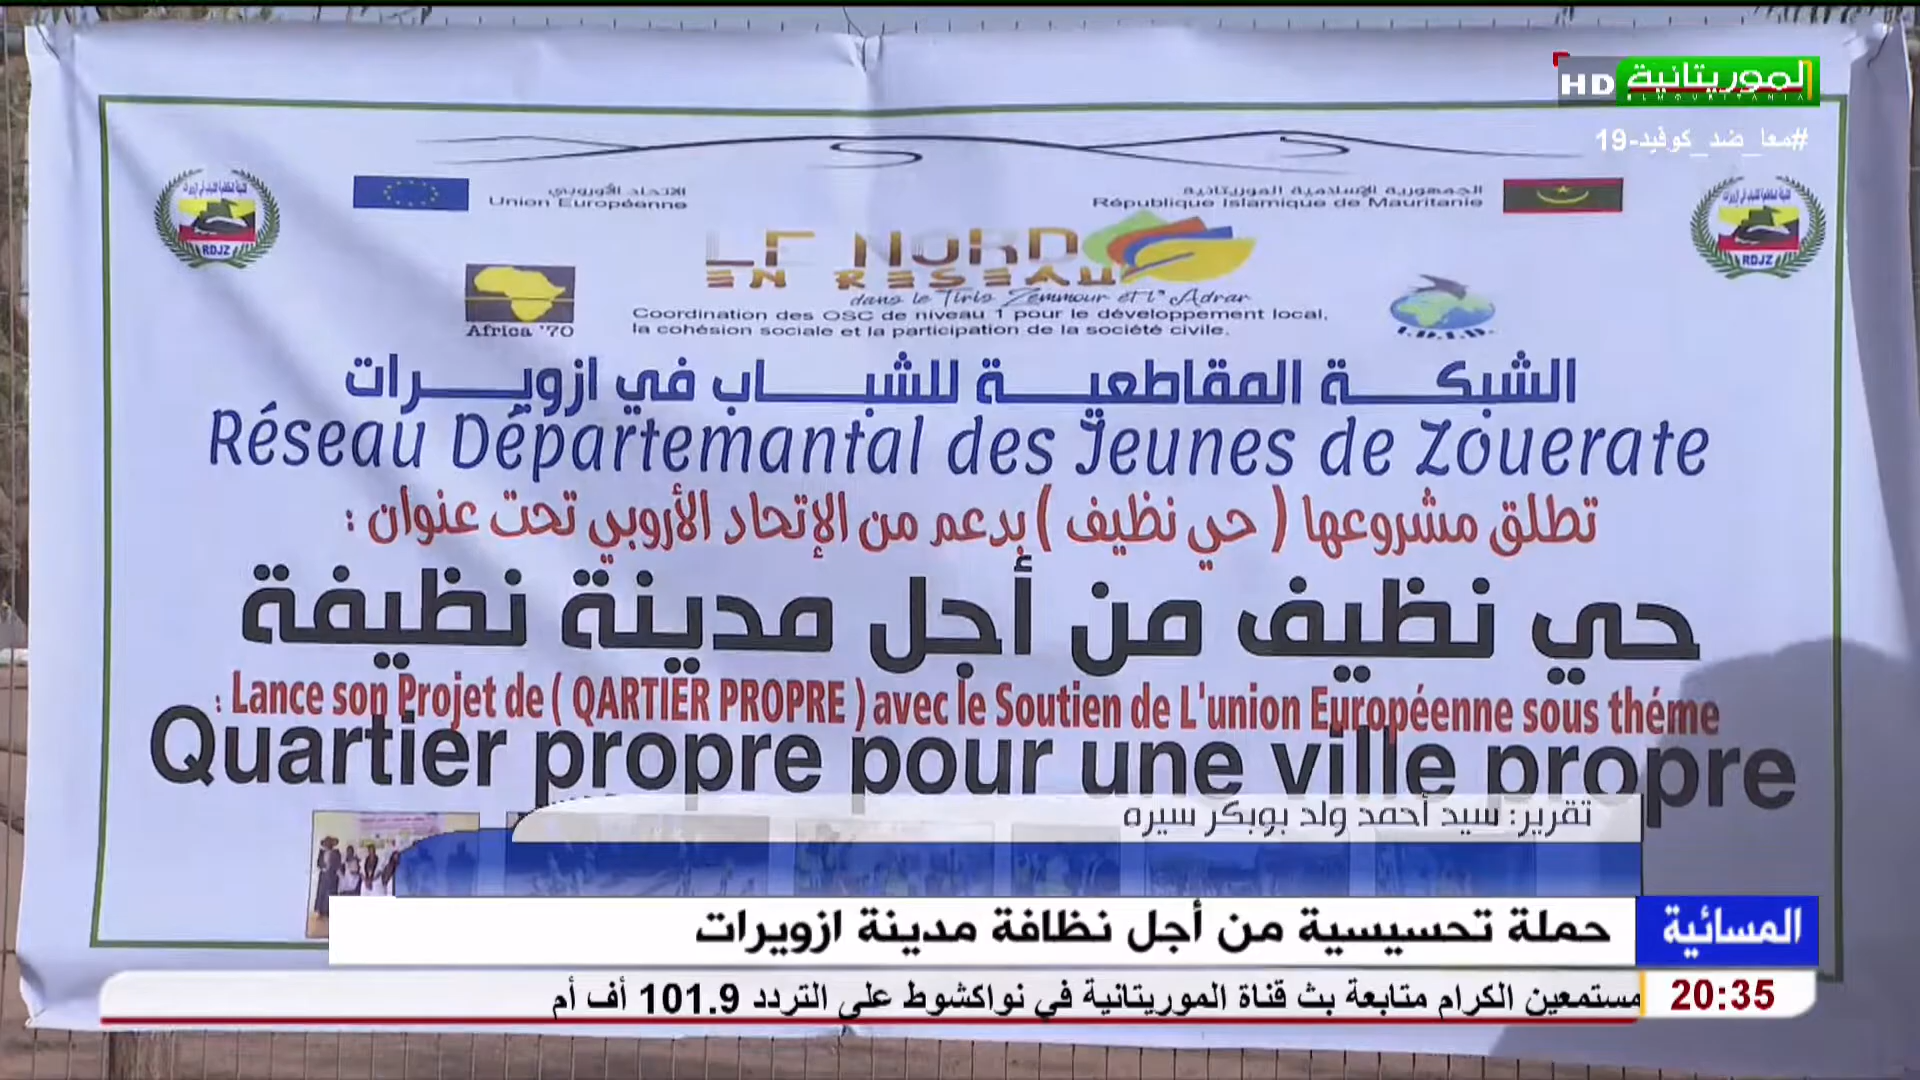 HD الموريتانية
ELMOURITANIA
#معا_ضد_كوفيد-19
الاتحاد الأوروبي
Union Européenne
الجمهورية الإسلامية الموريتانية
République Islamique de Mauritanie
RDJZ
RDJZ
LE NORD
EN RESEAU
dans le Tiris Zemmour et l'Adrar
Africa '70
Coordination des OSC de niveau 1 pour le développement local,
la cohésion sociale et la participation de la société civile.
الشبكة المقاطعية للشباب في ازويرات
Réseau Départemantal des Jeunes de Zouerate
تطلق مشروعها ( حي نظيف ) بدعم من الإتحاد الأروبي تحت عنوان :
حي نظيف من أجل مدينة نظيفة
: Lance son Projet de ( QARTIER PROPRE ) avec le Soutien de L'union Européenne sous théme
Quartier propre pour une ville propre
تقرير: سيد أحمد ولد بوبكر سيره
المسائية
حملة تحسيسية من أجل نظافة مدينة ازويرات
20:35
مستمعين الكرام متابعة بث قناة الموريتانية في نواكشوط على التردد 101.9 أف أم